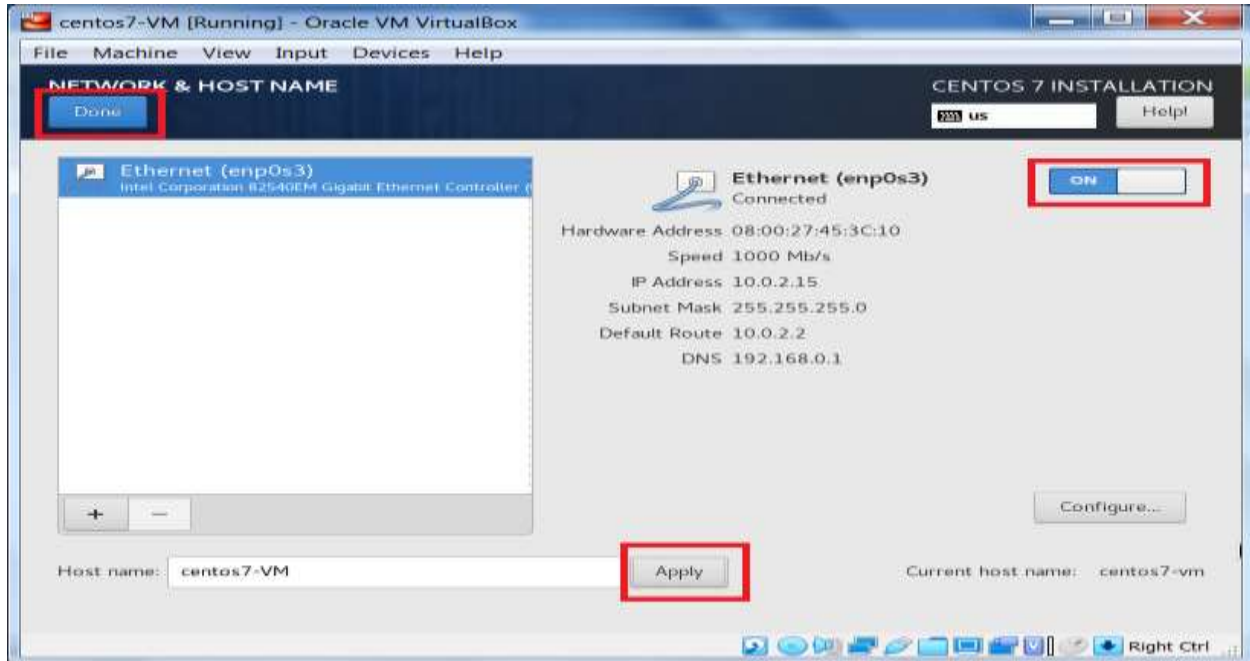 centos7-VM [Running] - Oracle VM VirtualBox
File Machine View Input Devices Help
NETWORK & HOST NAME
CENTOS 7 INSTALLATION
Done
us
Help!
Ethernet (enp0s3)
Intel Corporation 82540EM Gigabit Ethernet Controller (
Ethernet (enp0s3)
Connected
ON
Hardware Address 08:00:27:45:3C:10
Speed 1000 Mb/s
IP Address 10.0.2.15
Subnet Mask 255.255.255.0
Default Route 10.0.2.2
DNS 192.168.0.1
+ −
Configure...
Host name: centos7-VM
Apply
Current host name: centos7-vm
Right Ctrl